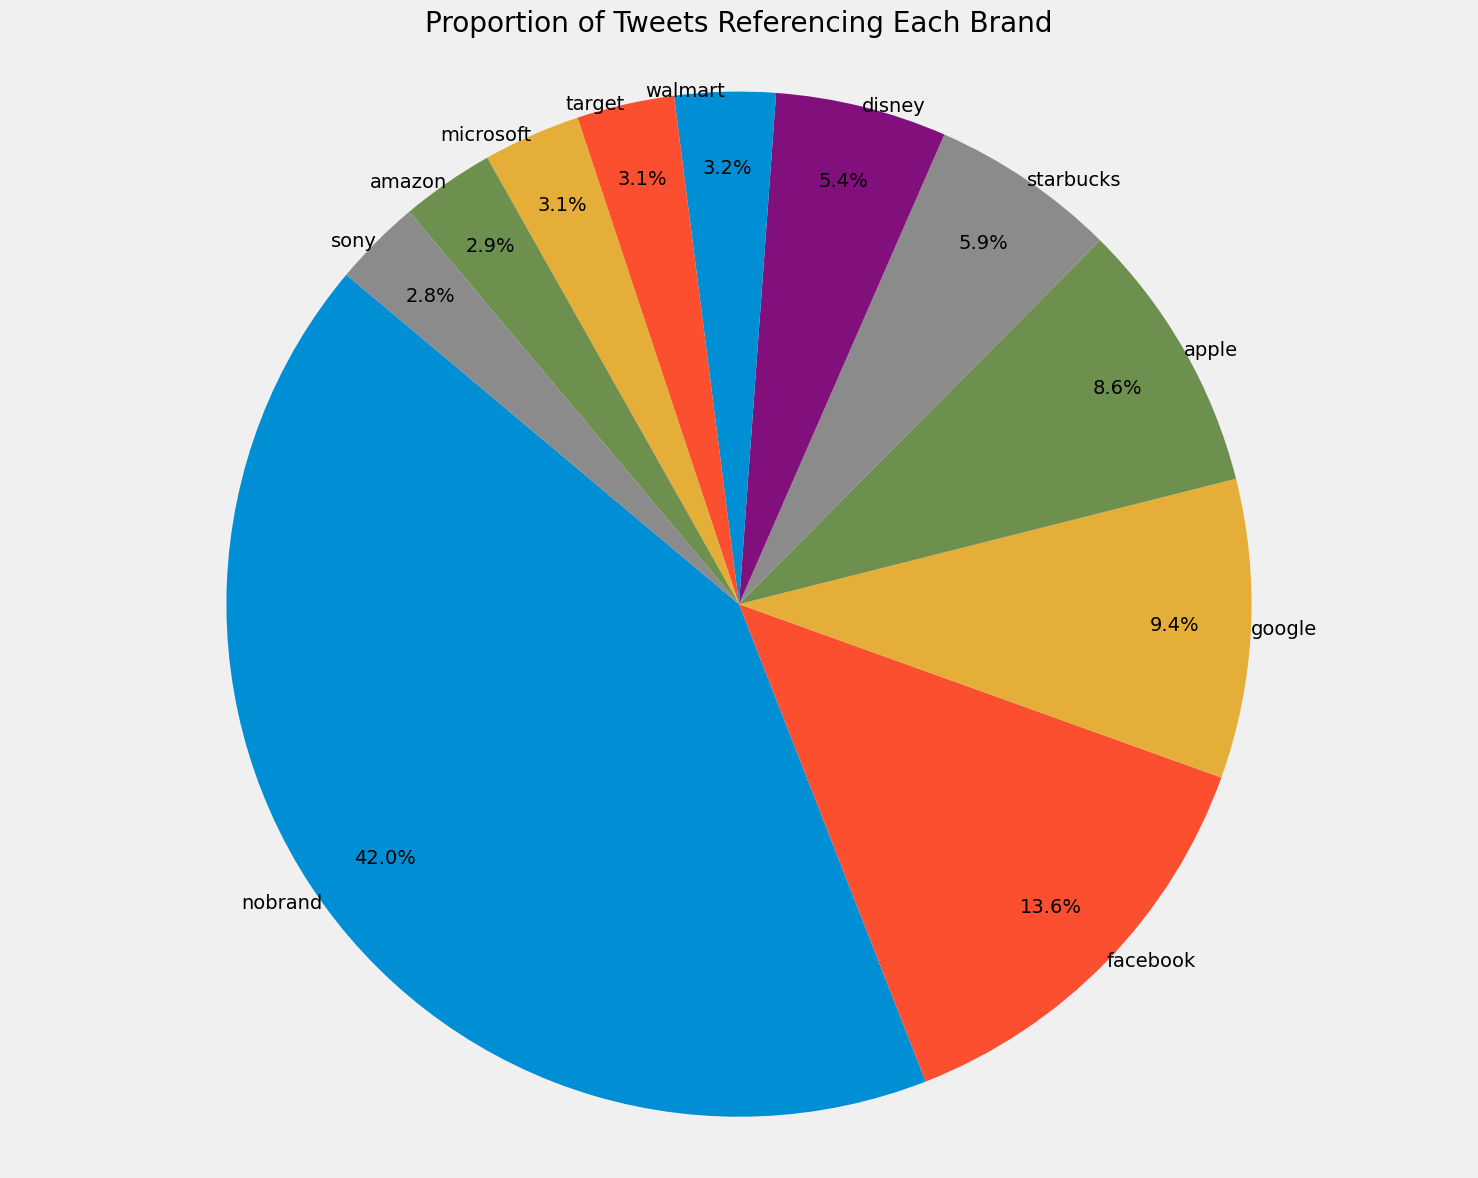 Proportion of Tweets Referencing Each Brand
walmart
target
disney
microsoft
3.2%
starbucks
amazon
3.1%
5.4%
3.1%
sony
2.9%
5.9%
2.8%
apple
8.6%
9.4%
google
42.0%
nobrand
13.6%
facebook